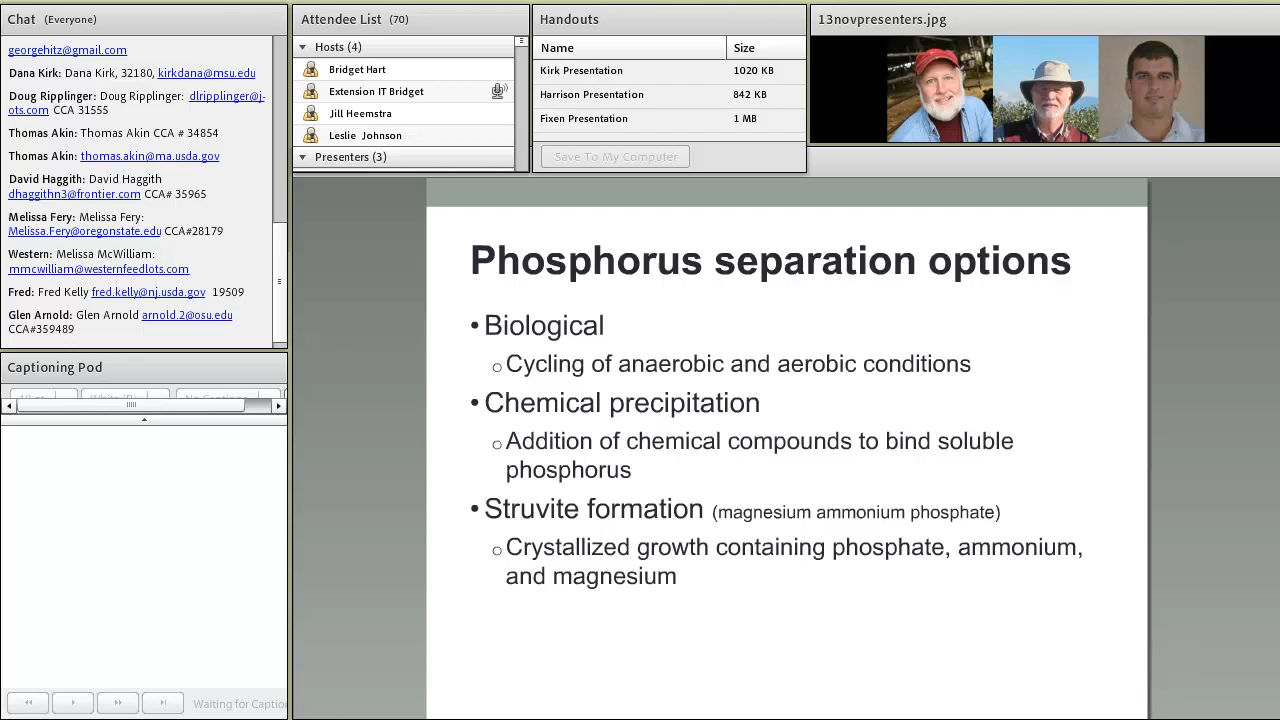 Chat (Everyone)
georgehitz@gmail.com
Dana Kirk: Dana Kirk, 32180, kirkdana@msu.edu
Doug Ripplinger: Doug Ripplinger: dlripplinger@j-
ots.com CCA 31555
Thomas Akin: Thomas Akin CCA # 34854
Thomas Akin: thomas.akin@ma.usda.gov
David Haggith: David Haggith
dhaggithn3@frontier.com CCA# 35965
Melissa Fery: Melissa Fery:
Melissa.Fery@oregonstate.edu CCA#28179
Western: Melissa McWilliam:
mmcwilliam@westernfeedlots.com
Fred: Fred Kelly fred.kelly@nj.usda.gov 19509
Glen Arnold: Glen Arnold arnold.2@osu.edu
CCA#359489
Captioning Pod
Waiting for Captio
Attendee List (70)
Hosts (4)
Bridget Hart
Extension IT Bridget
Jill Heemstra
Leslie Johnson
Presenters (3)
Handouts
Name Size
Kirk Presentation 1020 KB
Harrison Presentation 842 KB
Fixen Presentation 1 MB
Save To My Computer
13novpresenters.jpg
Phosphorus separation options
• Biological
○ Cycling of anaerobic and aerobic conditions
• Chemical precipitation
○ Addition of chemical compounds to bind soluble
phosphorus
• Struvite formation (magnesium ammonium phosphate)
○ Crystallized growth containing phosphate, ammonium,
and magnesium